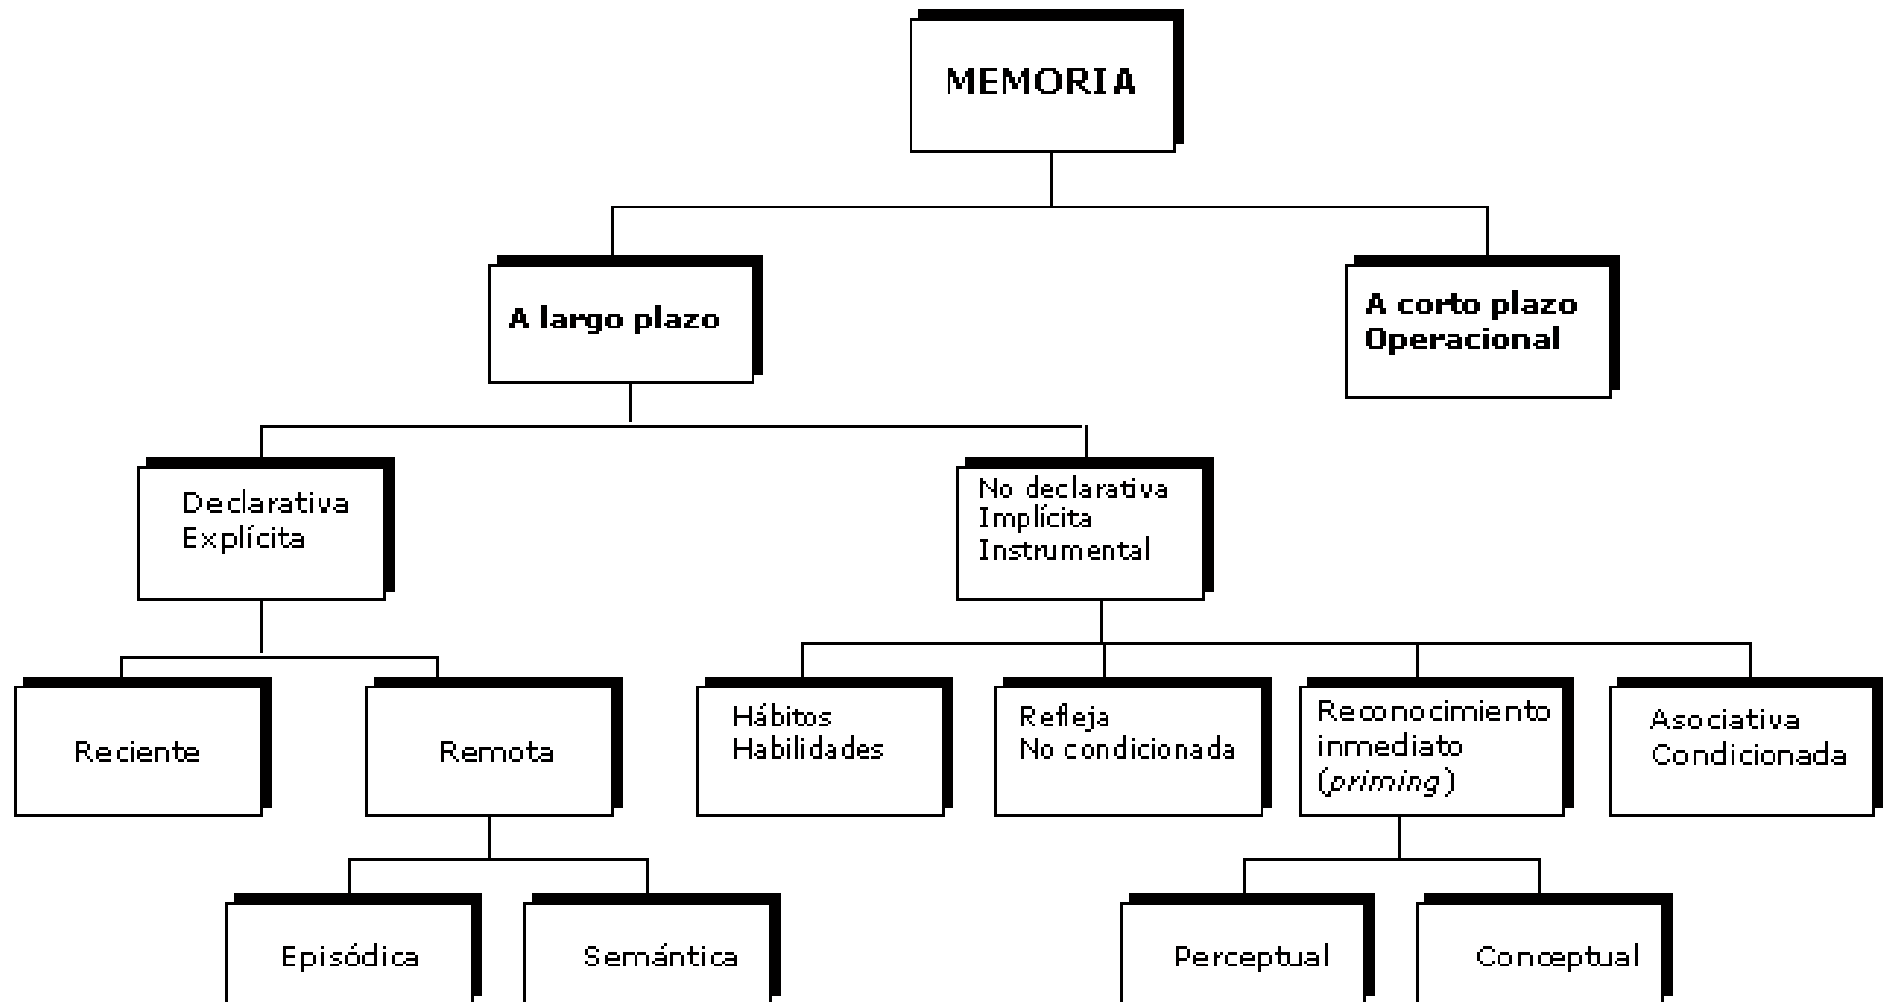 MEMORIA
A largo plazo
A corto plazo
Operacional
Declarativa
Explícita
No declarativa
Implícita
Instrumental
Reciente
Remota
Hábitos
Habilidades
Refleja
No condicionada
Reconocimiento
inmediato
(priming)
Asociativa
Condicionada
Episódica
Semántica
Perceptual
Conceptual